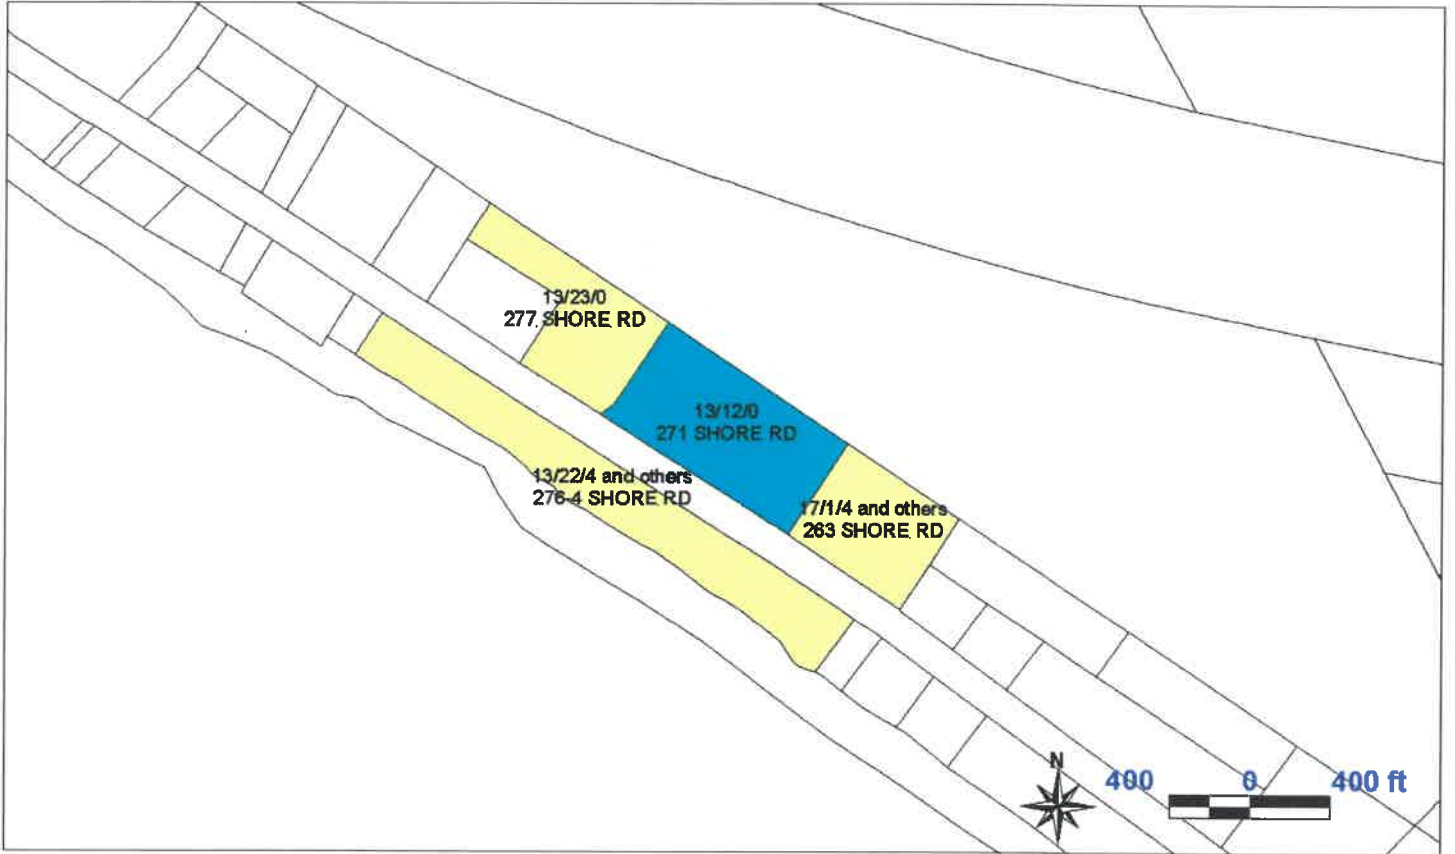 13/23/0
277 SHORE RD
13/12/0
271 SHORE RD
13/22/4 and others
276-4 SHORE RD
17/1/4 and others
263 SHORE RD
N
400 0 400 ft